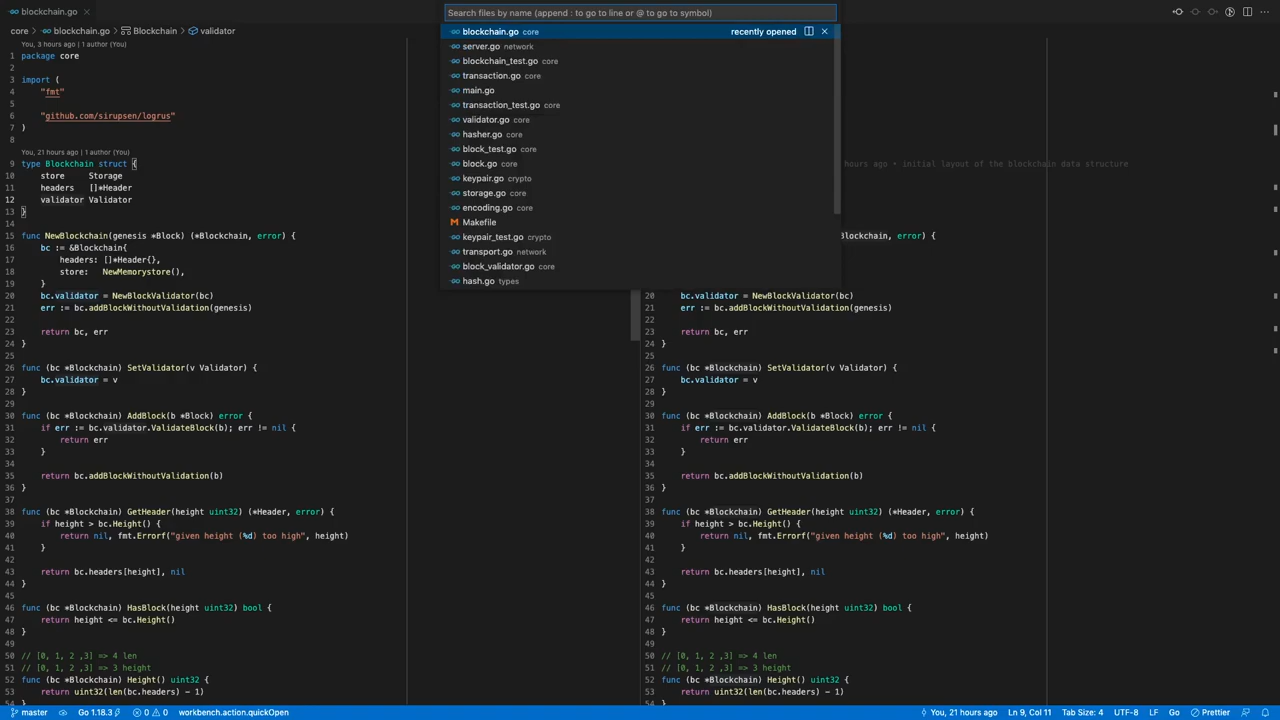 blockchain.go
core > blockchain.go > Blockchain > validator
You, 3 hours ago | 1 author (You)
1 package core
2
3 import (
4 "fmt"
5
6 "github.com/sirupsen/logrus"
7 )
8
You, 21 hours ago | 1 author (You)
9 type Blockchain struct {
10 store Storage
11 headers []*Header
12 validator Validator
13 }
14
15 func NewBlockchain(genesis *Block) (*Blockchain, error) {
16 bc := &Blockchain{
17 headers: []*Header{},
18 store: NewMemorystore(),
19 }
20 bc.validator = NewBlockValidator(bc)
21 err := bc.addBlockWithoutValidation(genesis)
22
23 return bc, err
24 }
25
26 func (bc *Blockchain) SetValidator(v Validator) {
27 bc.validator = v
28 }
29
30 func (bc *Blockchain) AddBlock(b *Block) error {
31 if err := bc.validator.ValidateBlock(b); err != nil {
32 return err
33 }
34
35 return bc.addBlockWithoutValidation(b)
36 }
37
38 func (bc *Blockchain) GetHeader(height uint32) (*Header, error) {
39 if height > bc.Height() {
40 return nil, fmt.Errorf("given height (%d) too high", height)
41 }
42
43 return bc.headers[height], nil
44 }
45
46 func (bc *Blockchain) HasBlock(height uint32) bool {
47 return height <= bc.Height()
48 }
49
50 // [0, 1, 2 ,3] => 4 len
51 // [0, 1, 2 ,3] => 3 height
52 func (bc *Blockchain) Height() uint32 {
53 return uint32(len(bc.headers) - 1)
54 }
Search files by name (append : to go to line or @ to go to symbol)
blockchain.go core recently opened
server.go network
blockchain_test.go core
transaction.go core
main.go
transaction_test.go core
validator.go core
hasher.go core
block_test.go core
block.go core
keypair.go crypto
storage.go core
encoding.go core
Makefile
keypair_test.go crypto
transport.go network
block_validator.go core
hash.go types
hours ago • initial layout of the blockchain data structure
Blockchain, error) {
20 bc.validator = NewBlockValidator(bc)
21 err := bc.addBlockWithoutValidation(genesis)
22
23 return bc, err
24 }
25
26 func (bc *Blockchain) SetValidator(v Validator) {
27 bc.validator = v
28 }
29
30 func (bc *Blockchain) AddBlock(b *Block) error {
31 if err := bc.validator.ValidateBlock(b); err != nil {
32 return err
33 }
34
35 return bc.addBlockWithoutValidation(b)
36 }
37
38 func (bc *Blockchain) GetHeader(height uint32) (*Header, error) {
39 if height > bc.Height() {
40 return nil, fmt.Errorf("given height (%d) too high", height)
41 }
42
43 return bc.headers[height], nil
44 }
45
46 func (bc *Blockchain) HasBlock(height uint32) bool {
47 return height <= bc.Height()
48 }
49
50 // [0, 1, 2 ,3] => 4 len
51 // [0, 1, 2 ,3] => 3 height
52 func (bc *Blockchain) Height() uint32 {
53 return uint32(len(bc.headers) - 1)
54 }
master Go 1.18.3 0 0 workbench.action.quickOpen You, 21 hours ago Ln 9, Col 11 Tab Size: 4 UTF-8 LF Go Prettier